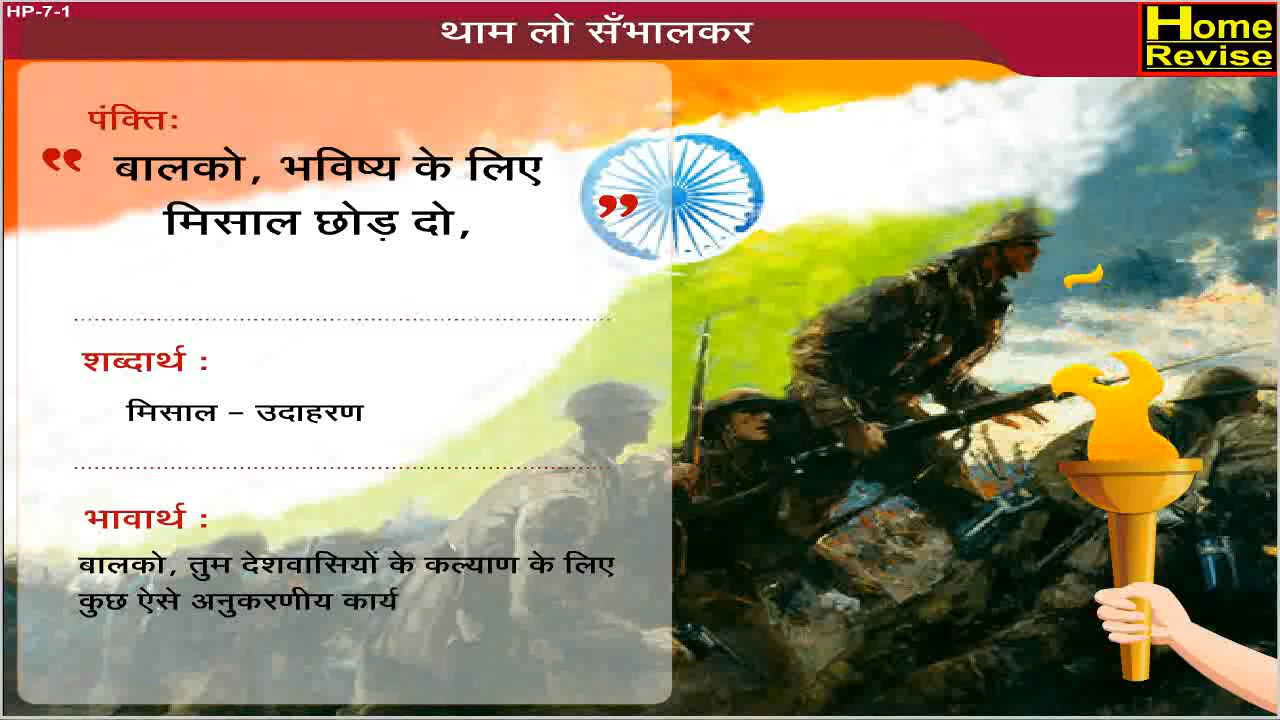 HP-7-1
थाम लो सँभालकर
Home
Revise
पंक्ति:
“ बालको, भविष्य के लिए
मिसाल छोड़ दो, ”
शब्दार्थ :
मिसाल – उदाहरण
भावार्थ :
बालको, तुम देशवासियों के कल्याण के लिए
कुछ ऐसे अनुकरणीय कार्य